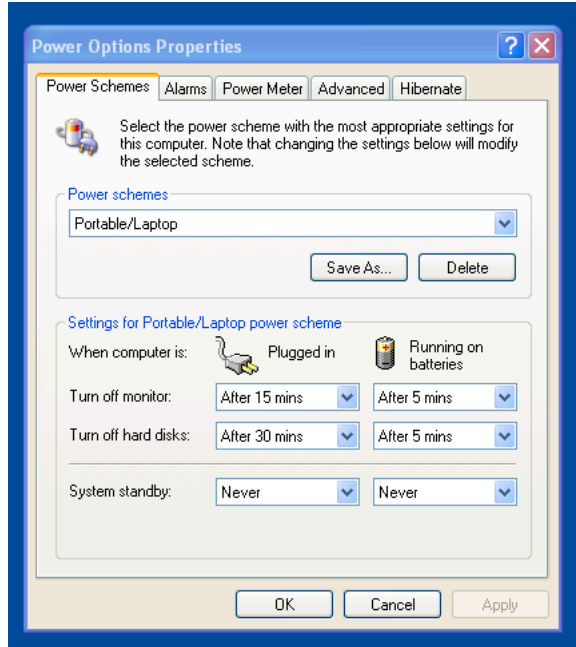 Power Options Properties
Power Schemes Alarms Power Meter Advanced Hibernate
Select the power scheme with the most appropriate settings for
this computer. Note that changing the settings below will modify
the selected scheme.
Power schemes
Portable/Laptop
Save As... Delete
Settings for Portable/Laptop power scheme
When computer is: Plugged in Running on
batteries
Turn off monitor: After 15 mins After 5 mins
Turn off hard disks: After 30 mins After 5 mins
System standby: Never Never
OK Cancel Apply